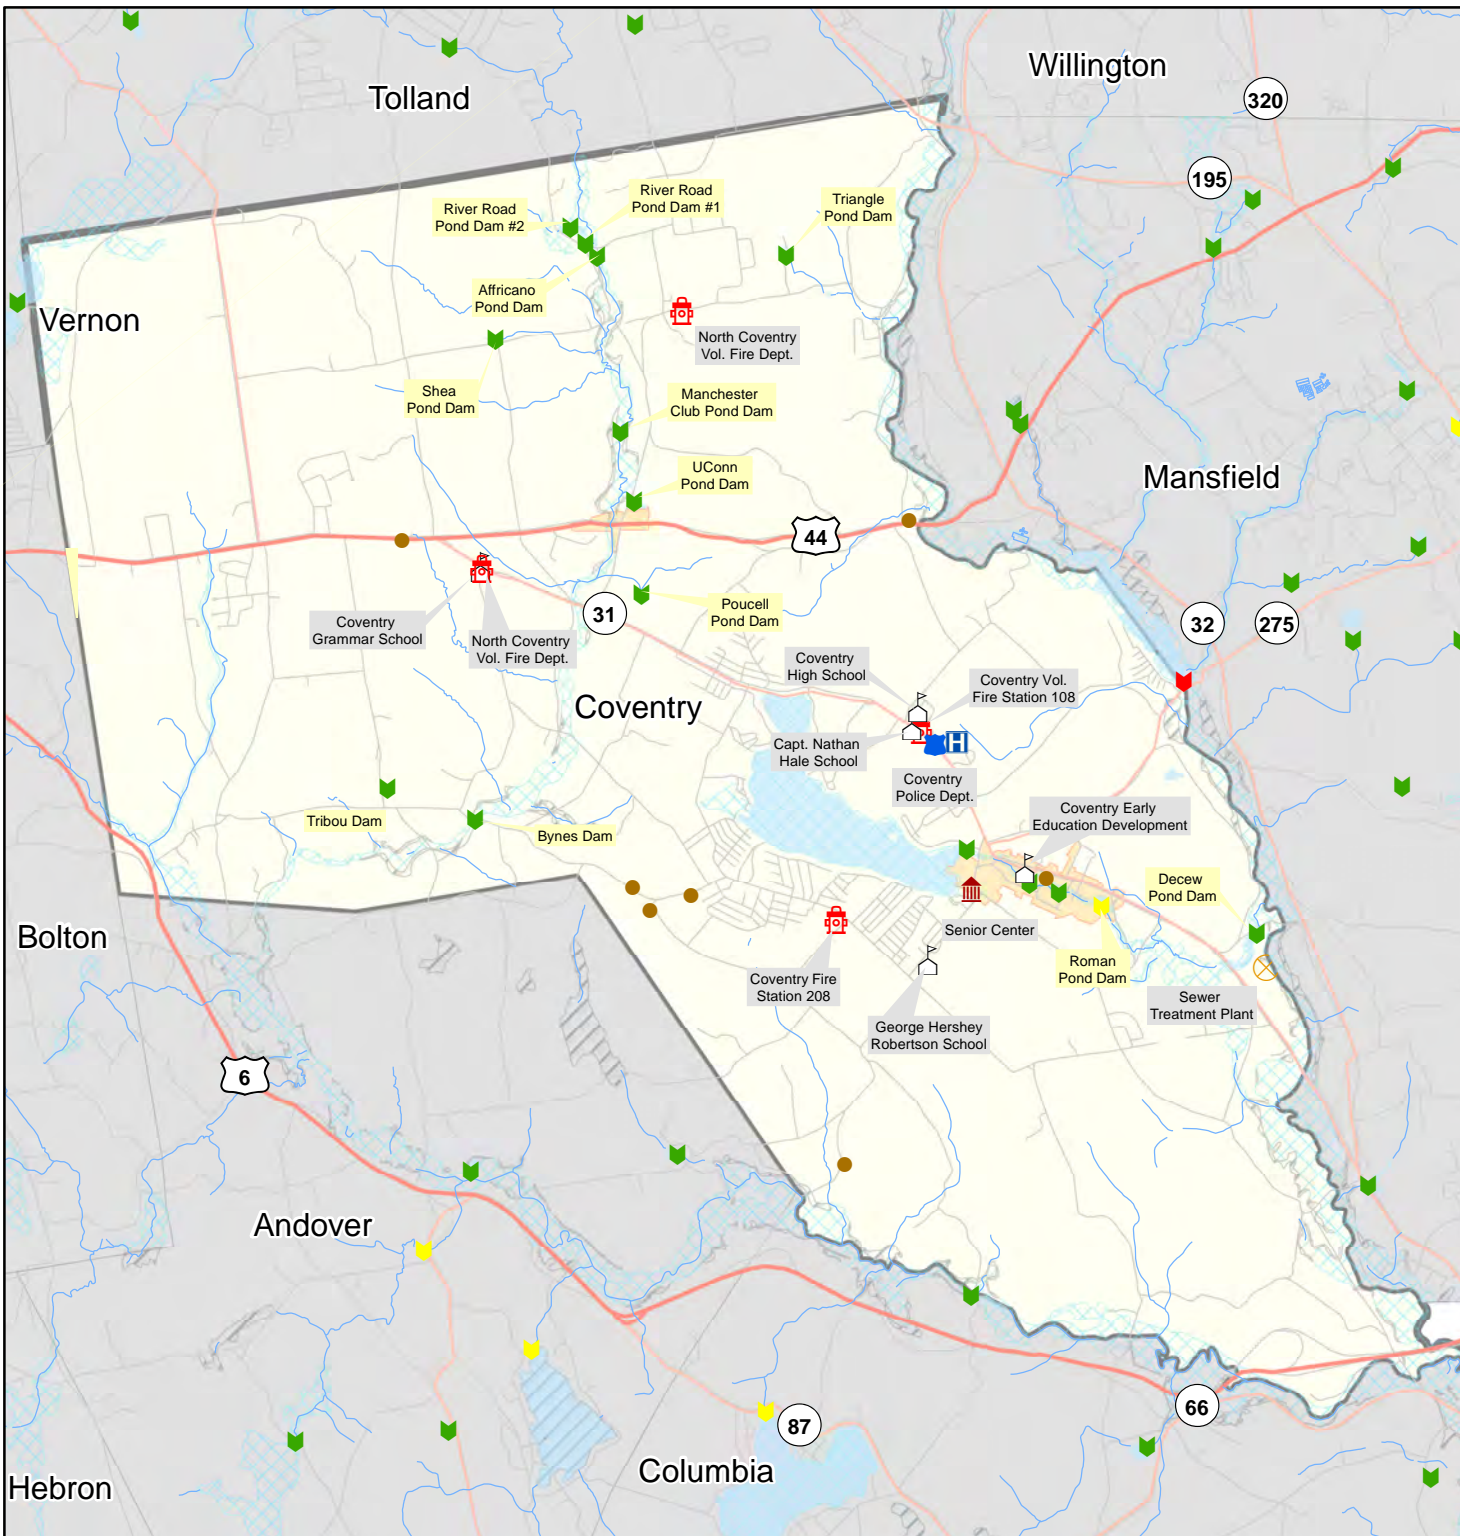 Willington
Tolland
320
195
River Road
Pond Dam #1
River Road
Pond Dam #2
Triangle
Pond Dam
Affricano
Pond Dam
Vernon
North Coventry
Vol. Fire Dept.
Shea
Pond Dam
Manchester
Club Pond Dam
UConn
Pond Dam
Mansfield
44
Coventry
Grammar School
North Coventry
Vol. Fire Dept.
31
Poucell
Pond Dam
32
275
Coventry
High School
Coventry Vol.
Fire Station 108
Coventry
Capt. Nathan
Hale School
H
Coventry
Police Dept.
Tribou Dam
Bynes Dam
Coventry Early
Education Development
Decew
Pond Dam
Bolton
Senior Center
Roman
Pond Dam
Coventry Fire
Station 208
Sewer
Treatment Plant
George Hershey
Robertson School
6
Andover
66
87
Columbia
Hebron